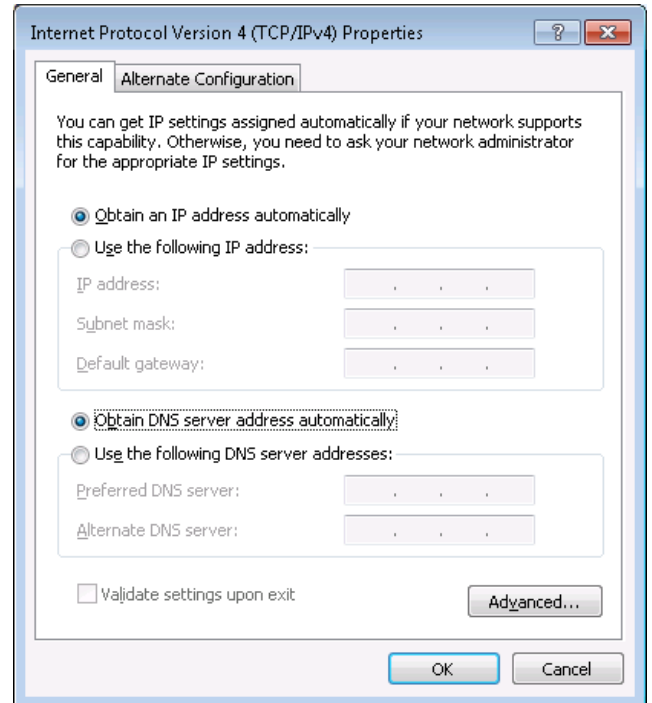 Internet Protocol Version 4 (TCP/IPv4) Properties
?
General
Alternate Configuration
You can get IP settings assigned automatically if your network supports
this capability. Otherwise, you need to ask your network administrator
for the appropriate IP settings.
Obtain an IP address automatically
Use the following IP address:
IP address:
Subnet mask:
Default gateway:
Obtain DNS server address automatically
Use the following DNS server addresses:
Preferred DNS server:
Alternate DNS server:
Validate settings upon exit
Advanced...
OK
Cancel